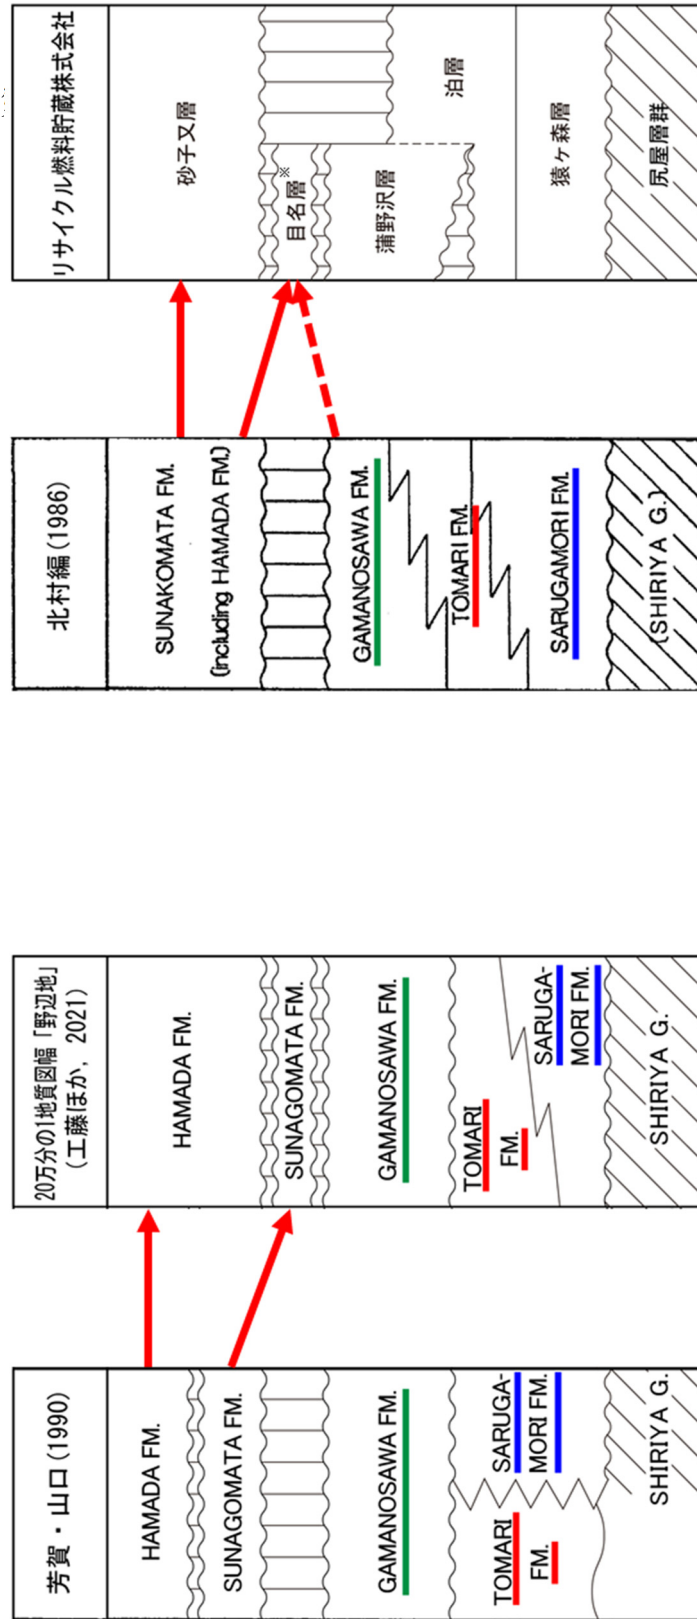 芳賀・山口(1990)
HAMADA FM.
SUNAGOMATA FM.
GAMANOSAWA FM.
TOMARI
FM.
SARUGA-
MORI FM.
SHIRIYA G.
20万分の1地質図幅「野辺地」
(工藤ほか, 2021)
HAMADA FM.
SUNAGOMATA FM.
GAMANOSAWA FM.
TOMARI
FM.
SARUGA-
MORI FM.
SHIRIYA G.
北村編(1986)
SUNAKOMATA FM.
(including HAMADA FM.)
GAMANOSAWA FM.
TOMARI FM.
SARUGAMORI FM.
(SHIRIYA G.)
リサイクル燃料貯蔵株式会社
砂子又層
目名層※
蒲野沢層
泊層
猿ヶ森層
尻屋層群